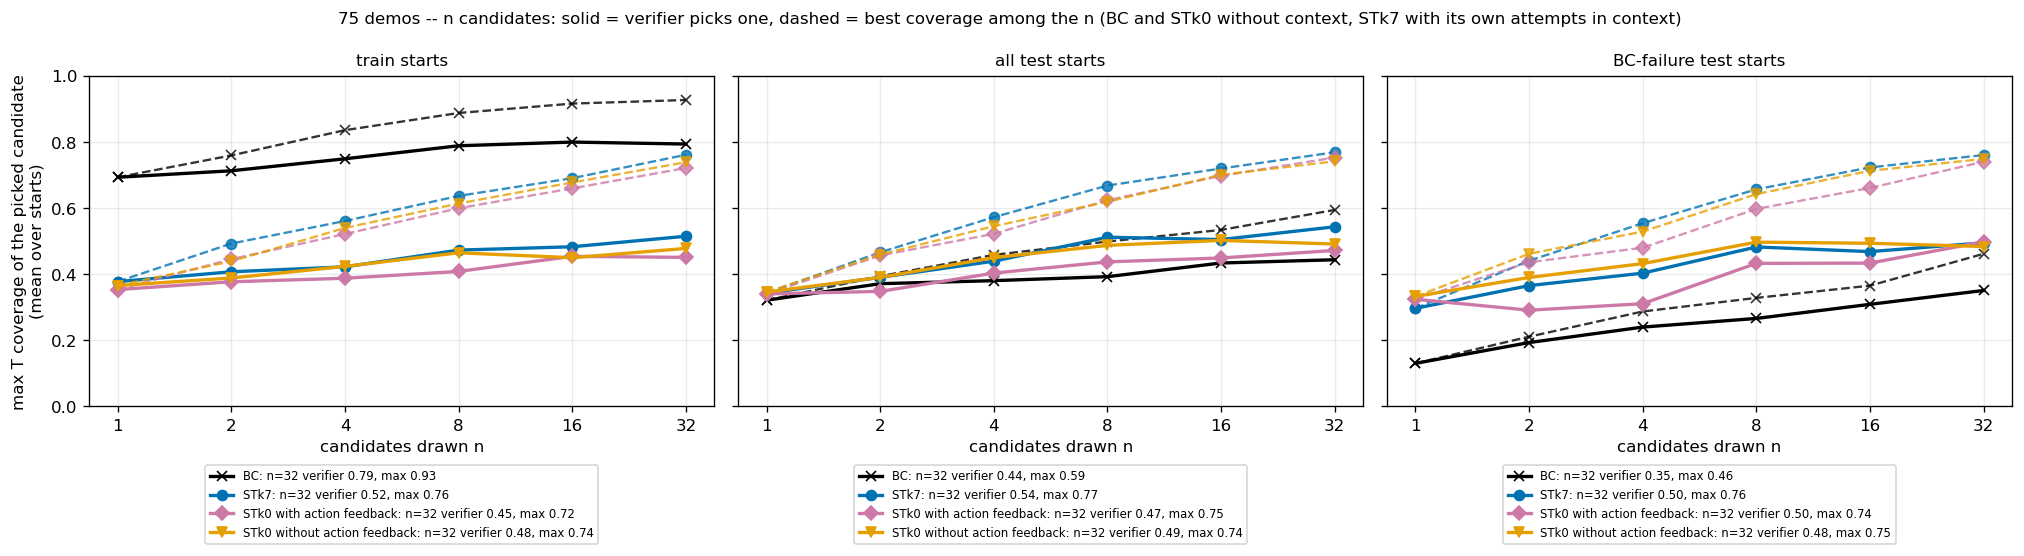 75 demos -- n candidates: solid = verifier picks one, dashed = best coverage among the n (BC and STk0 without context, STk7 with its own attempts in context)
train starts
all test starts
BC-failure test starts
max T coverage of the picked candidate
(mean over starts)
1.0
0.8
0.6
0.4
0.2
0.0
1 2 4 8 16 32
1 2 4 8 16 32
1 2 4 8 16 32
candidates drawn n
candidates drawn n
candidates drawn n
BC: n=32 verifier 0.79, max 0.93
STk7: n=32 verifier 0.52, max 0.76
STk0 with action feedback: n=32 verifier 0.45, max 0.72
STk0 without action feedback: n=32 verifier 0.48, max 0.74
BC: n=32 verifier 0.44, max 0.59
STk7: n=32 verifier 0.54, max 0.77
STk0 with action feedback: n=32 verifier 0.47, max 0.75
STk0 without action feedback: n=32 verifier 0.49, max 0.74
BC: n=32 verifier 0.35, max 0.46
STk7: n=32 verifier 0.50, max 0.76
STk0 with action feedback: n=32 verifier 0.50, max 0.74
STk0 without action feedback: n=32 verifier 0.48, max 0.75